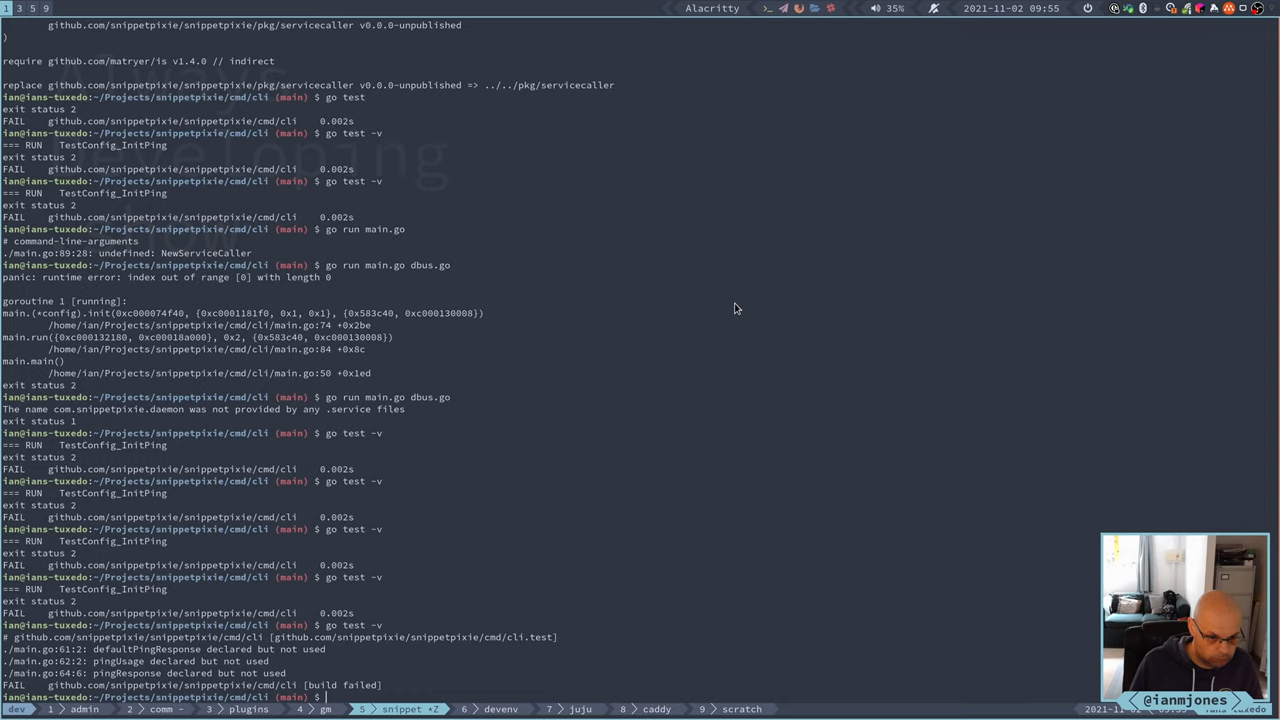 1 3 5 9
Alacritty
35%
2021-11-02 09:55
github.com/snippetpixie/snippetpixie/pkg/servicecaller v0.0.0-unpublished
)
require github.com/matryer/is v1.4.0 // indirect
replace github.com/snippetpixie/snippetpixie/pkg/servicecaller v0.0.0-unpublished => ../../pkg/servicecaller
ian@ians-tuxedo:~/Projects/snippetpixie/cmd/cli (main) $ go test
exit status 2
FAIL github.com/snippetpixie/snippetpixie/cmd/cli 0.002s
ian@ians-tuxedo:~/Projects/snippetpixie/cmd/cli (main) $ go test -v
=== RUN TestConfig_InitPing
exit status 2
FAIL github.com/snippetpixie/snippetpixie/cmd/cli 0.002s
ian@ians-tuxedo:~/Projects/snippetpixie/cmd/cli (main) $ go test -v
=== RUN TestConfig_InitPing
exit status 2
FAIL github.com/snippetpixie/snippetpixie/cmd/cli 0.002s
ian@ians-tuxedo:~/Projects/snippetpixie/cmd/cli (main) $ go run main.go
# command-line-arguments
./main.go:89:28: undefined: NewServiceCaller
ian@ians-tuxedo:~/Projects/snippetpixie/cmd/cli (main) $ go run main.go dbus.go
panic: runtime error: index out of range [0] with length 0
goroutine 1 [running]:
main.(*config).init(0xc000074f40, {0xc0001181f0, 0x1, 0x1}, {0x583c40, 0xc000130008})
/home/ian/Projects/snippetpixie/cmd/cli/main.go:74 +0x2be
main.run({0xc000132180, 0xc00018a000}, 0x2, {0x583c40, 0xc000130008})
/home/ian/Projects/snippetpixie/cmd/cli/main.go:84 +0x8c
main.main()
/home/ian/Projects/snippetpixie/cmd/cli/main.go:50 +0x1ed
exit status 2
ian@ians-tuxedo:~/Projects/snippetpixie/cmd/cli (main) $ go run main.go dbus.go
The name com.snippetpixie.daemon was not provided by any .service files
exit status 1
ian@ians-tuxedo:~/Projects/snippetpixie/cmd/cli (main) $ go test -v
=== RUN TestConfig_InitPing
exit status 2
FAIL github.com/snippetpixie/snippetpixie/cmd/cli 0.002s
ian@ians-tuxedo:~/Projects/snippetpixie/cmd/cli (main) $ go test -v
=== RUN TestConfig_InitPing
exit status 2
FAIL github.com/snippetpixie/snippetpixie/cmd/cli 0.002s
ian@ians-tuxedo:~/Projects/snippetpixie/cmd/cli (main) $ go test -v
=== RUN TestConfig_InitPing
exit status 2
FAIL github.com/snippetpixie/snippetpixie/cmd/cli 0.002s
ian@ians-tuxedo:~/Projects/snippetpixie/cmd/cli (main) $ go test -v
=== RUN TestConfig_InitPing
exit status 2
FAIL github.com/snippetpixie/snippetpixie/cmd/cli 0.002s
ian@ians-tuxedo:~/Projects/snippetpixie/cmd/cli (main) $ go test -v
# github.com/snippetpixie/snippetpixie/cmd/cli [github.com/snippetpixie/snippetpixie/cmd/cli.test]
./main.go:61:2: defaultPingResponse declared but not used
./main.go:62:2: pingUsage declared but not used
./main.go:64:6: pingResponse declared but not used
FAIL github.com/snippetpixie/snippetpixie/cmd/cli [build failed]
ian@ians-tuxedo:~/Projects/snippetpixie/cmd/cli (main) $
Always
Developing
@ianmjones
dev 1 admin 2 comm - 3 plugins 4 gm 5 snippet *Z 6 devenv 7 juju 8 caddy 9 scratch